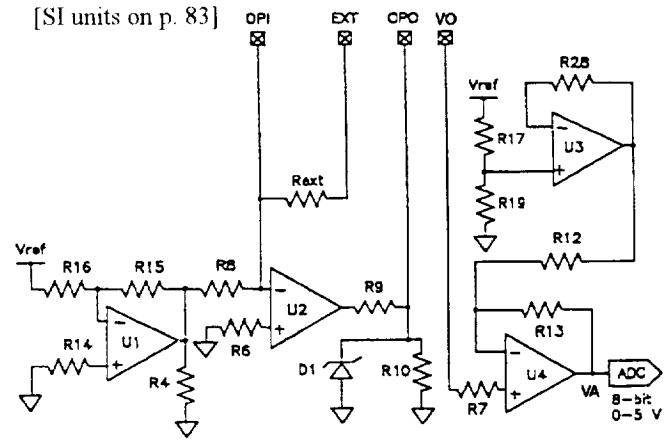 [SI units on p. 83]
OPI EXT OPO VO
R28
Vref
R17
U3
R19
Rext
R12
Vref
R16 R15 R8
R13
U2 R9
R14 U1 R6
U4
R4 D1 R10 R7 VA ADC
8-bit
0-5 V